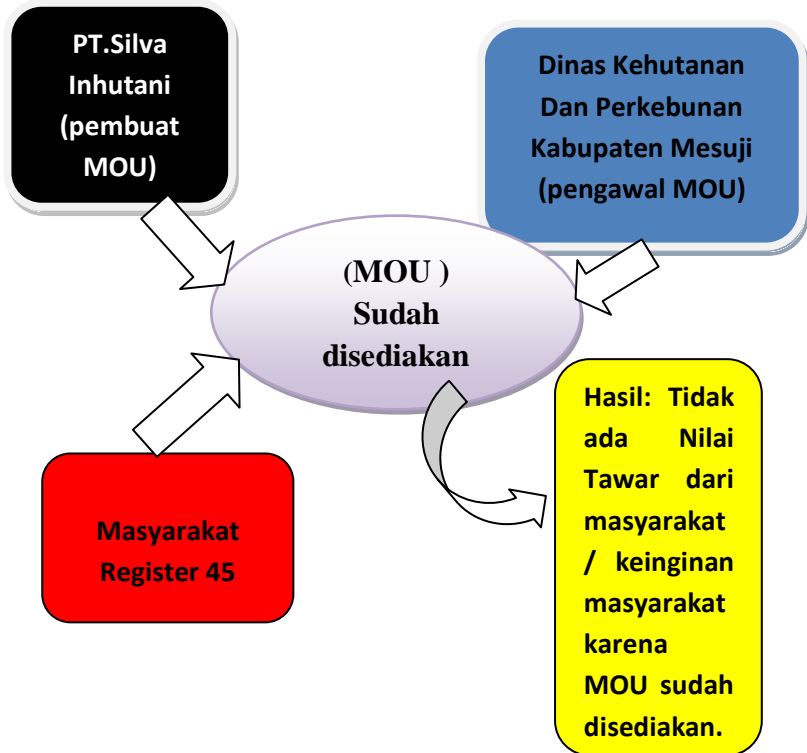 PT.Silva
Inhutani
(pembuat
MOU)
Dinas Kehutanan
Dan Perkebunan
Kabupaten Mesuji
(pengawal MOU)
(MOU )
Sudah
disediakan
Masyarakat
Register 45
Hasil: Tidak
ada Nilai
Tawar dari
masyarakat
/ keinginan
masyarakat
karena
MOU sudah
disediakan.